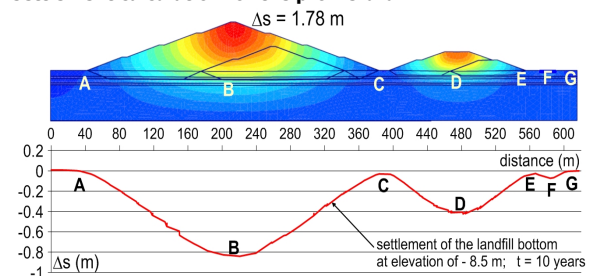 Δs = 1.78 m
A B C D E F G
0 40 80 120 160 200 240 280 320 360 400 440 480 520 560 600
0.2
distance (m)
0
A B C D E F G
-0.2
-0.4
-0.6
-0.8
settlement of the landfill bottom
at elevation of - 8.5 m; t = 10 years
Δs (m)
-1